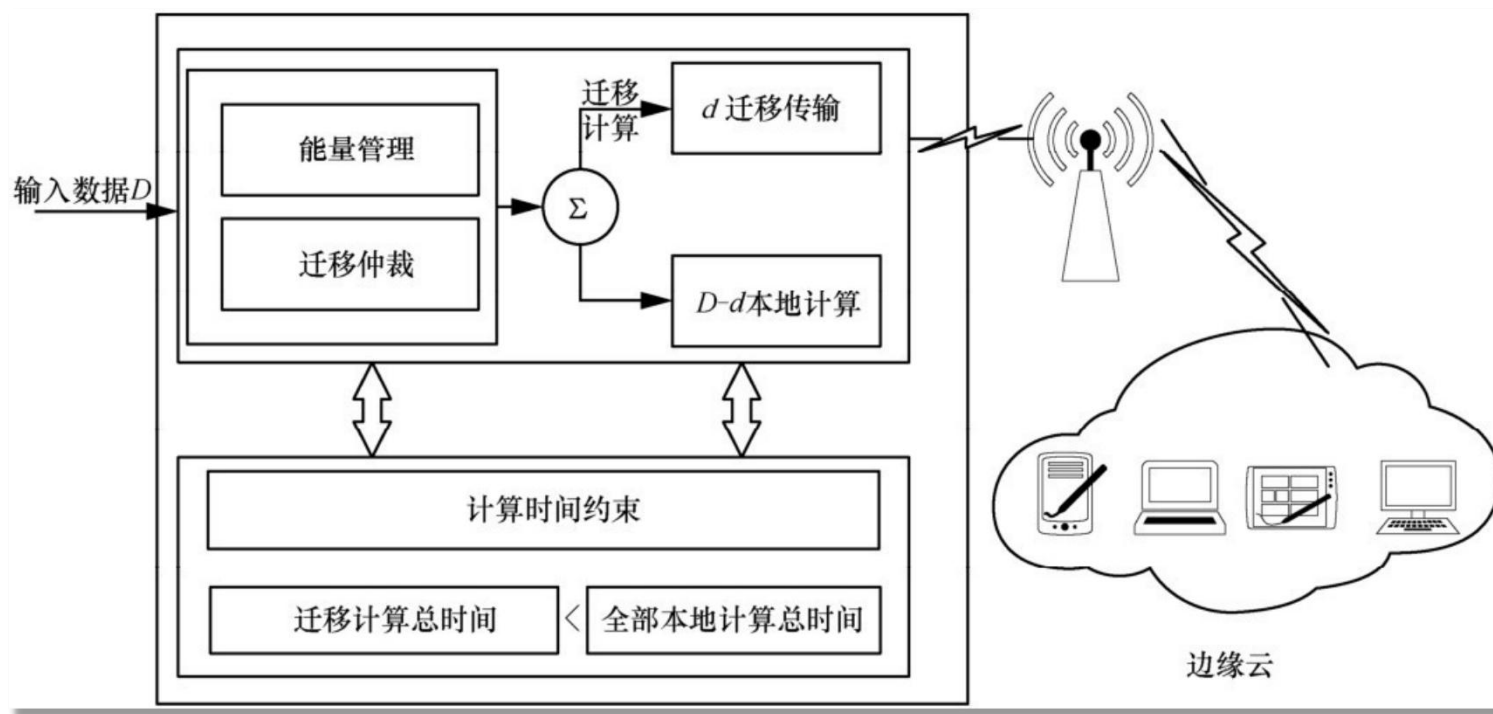 输入数据D
能量管理
迁移仲裁
Σ
迁移
计算
d 迁移传输
D-d本地计算
计算时间约束
迁移计算总时间
<
全部本地计算总时间
边缘云